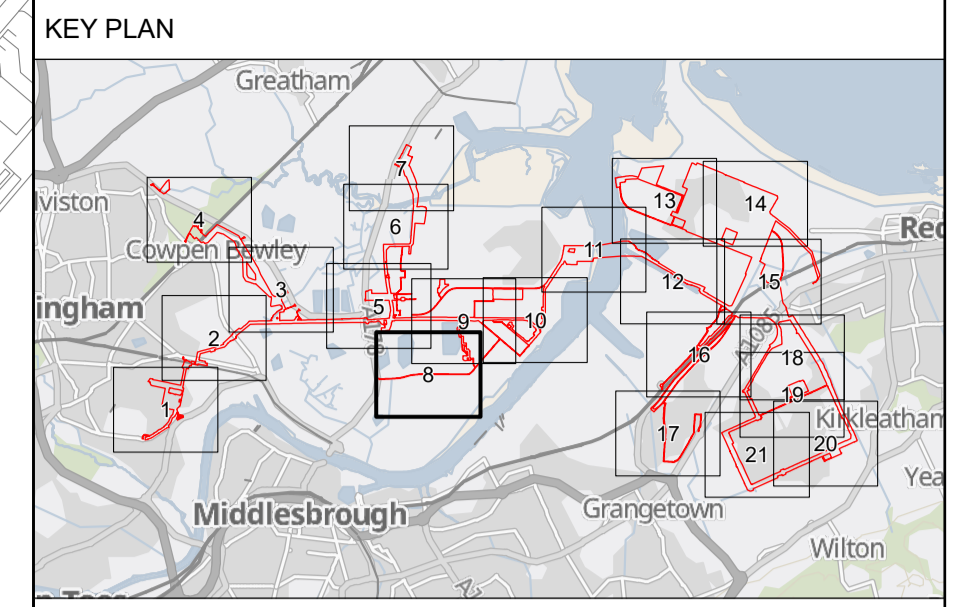 KEY PLAN
Greatham
7
lviston
4
13
14
6
Red
Cowpen Bewley
11
3
12
15
ingham
5
9
10
2
A1085
16
18
8
1
19
Kirkleatham
17
20
21
Yea
Middlesbrough
Grangetown
Wilton